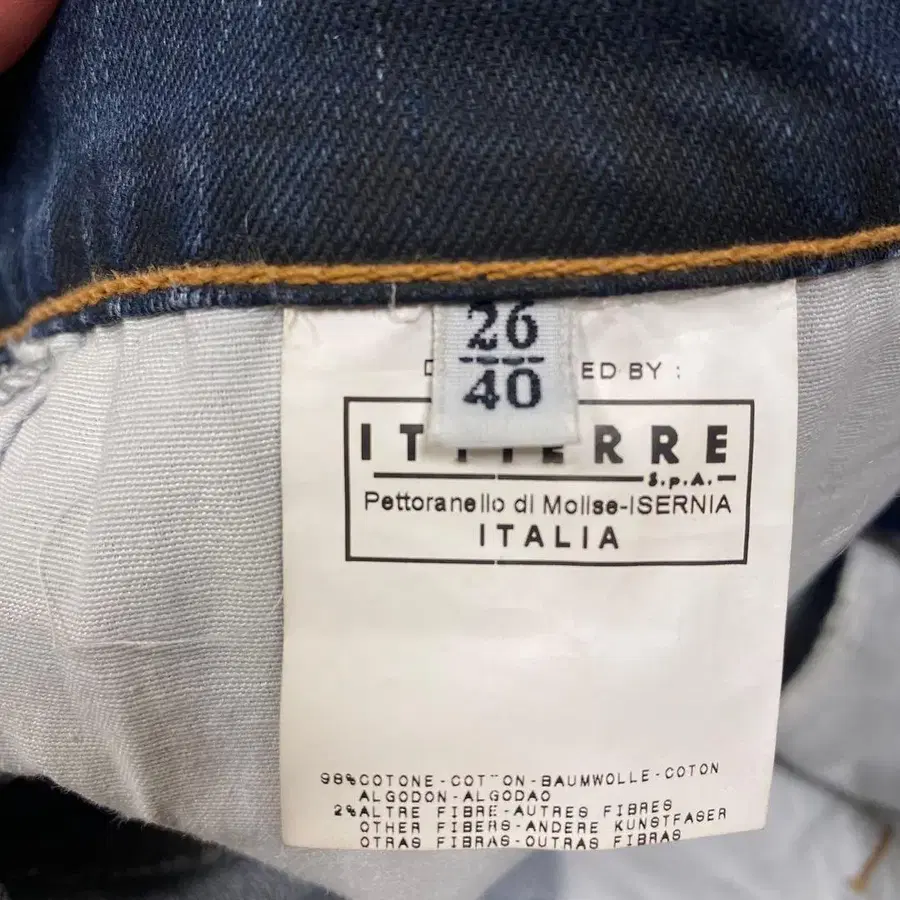 26
40
ED BY :
ITTIERRE
S.p.A.
Pettoranello di Molise-ISERNIA
ITALIA
98%COTONE-COTTON-BAUMWOLLE-COTON
ALGODON-ALGODAO
2%ALTRE FIBRE-AUTRES FIBRES
OTHER FIBERS-ANDERE KUNSTFASER
OTRAS FIBRAS-OUTRAS FIBRAS